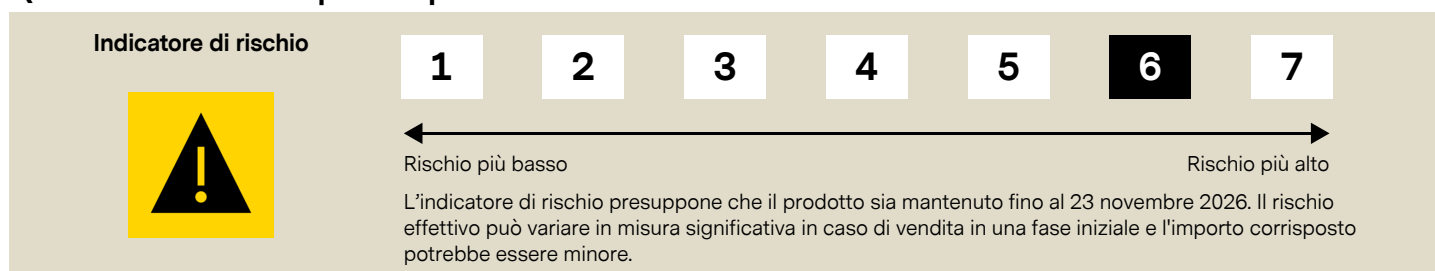 Indicatore di rischio
1 2 3 4 5 6 7
Rischio più basso Rischio più alto
L'indicatore di rischio presuppone che il prodotto sia mantenuto fino al 23 novembre 2026. Il rischio
effettivo può variare in misura significativa in caso di vendita in una fase iniziale e l'importo corrisposto
potrebbe essere minore.